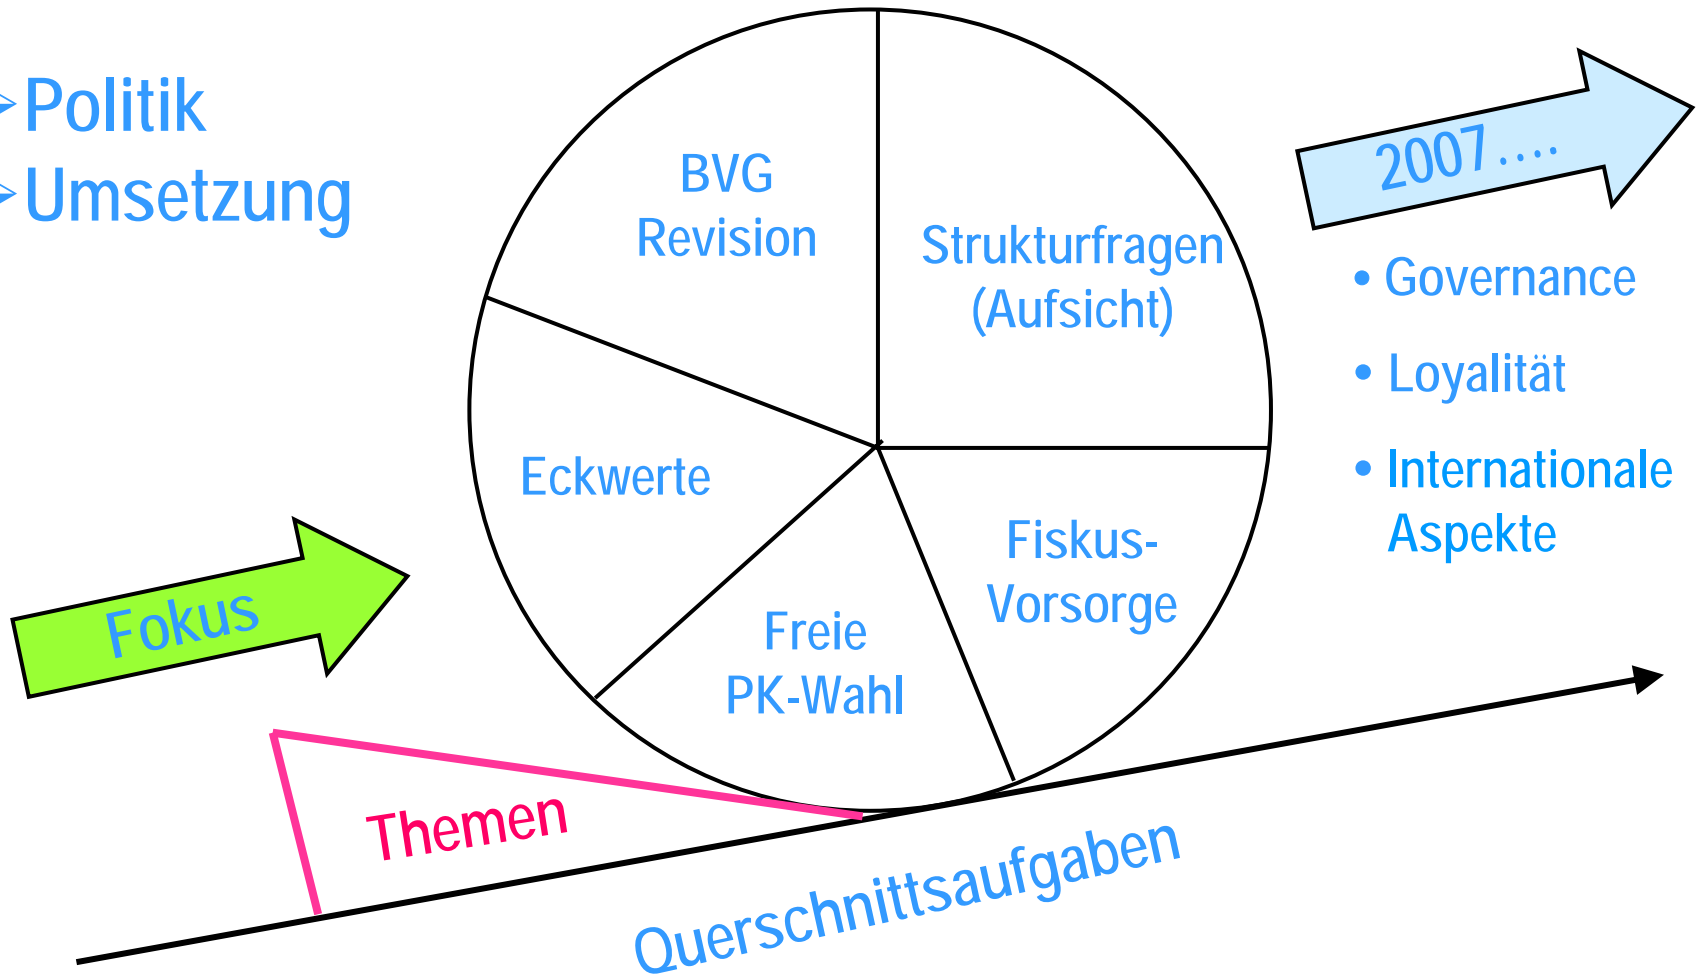 Politik
Umsetzung
BVG
Revision
Strukturfragen
(Aufsicht)
Eckwerte
Fiskus-
Vorsorge
Freie
PK-Wahl
2007....
• Governance
• Loyalität
• Internationale
Aspekte
Fokus
Themen
Querschnittsaufgaben